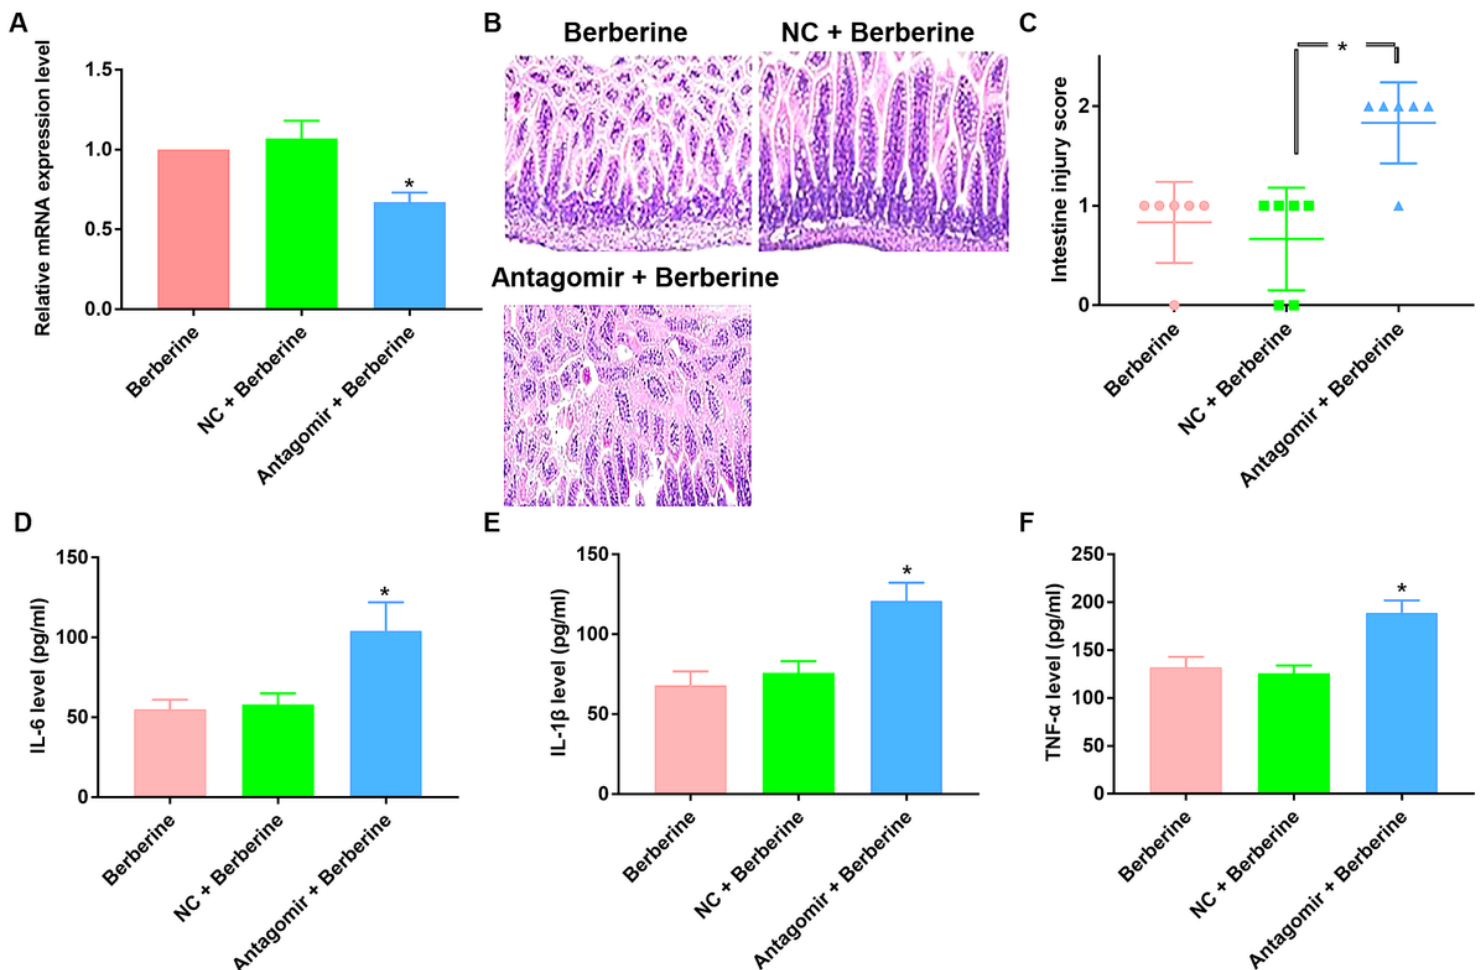 A
Relative mRNA expression level
1.5
1.0
0.5
0.0
*
Berberine
NC + Berberine
Antagomir + Berberine
B
Berberine
NC + Berberine
Antagomir + Berberine
C
Intestine injury score
2
1
0
*
Berberine
NC + Berberine
Antagomir + Berberine
D
IL-6 level (pg/ml)
150
100
50
0
*
Berberine
NC + Berberine
Antagomir + Berberine
E
IL-1β level (pg/ml)
150
100
50
0
*
Berberine
NC + Berberine
Antagomir + Berberine
F
TNF-α level (pg/ml)
250
200
150
100
50
0
*
Berberine
NC + Berberine
Antagomir + Berberine